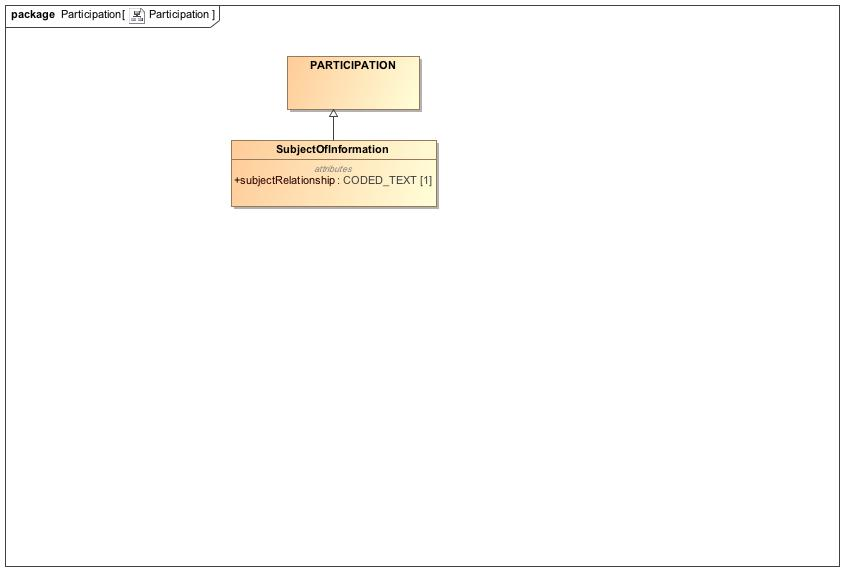 package Participation[ Participation ]
PARTICIPATION
SubjectOfInformation
attributes
+subjectRelationship : CODED_TEXT [1]